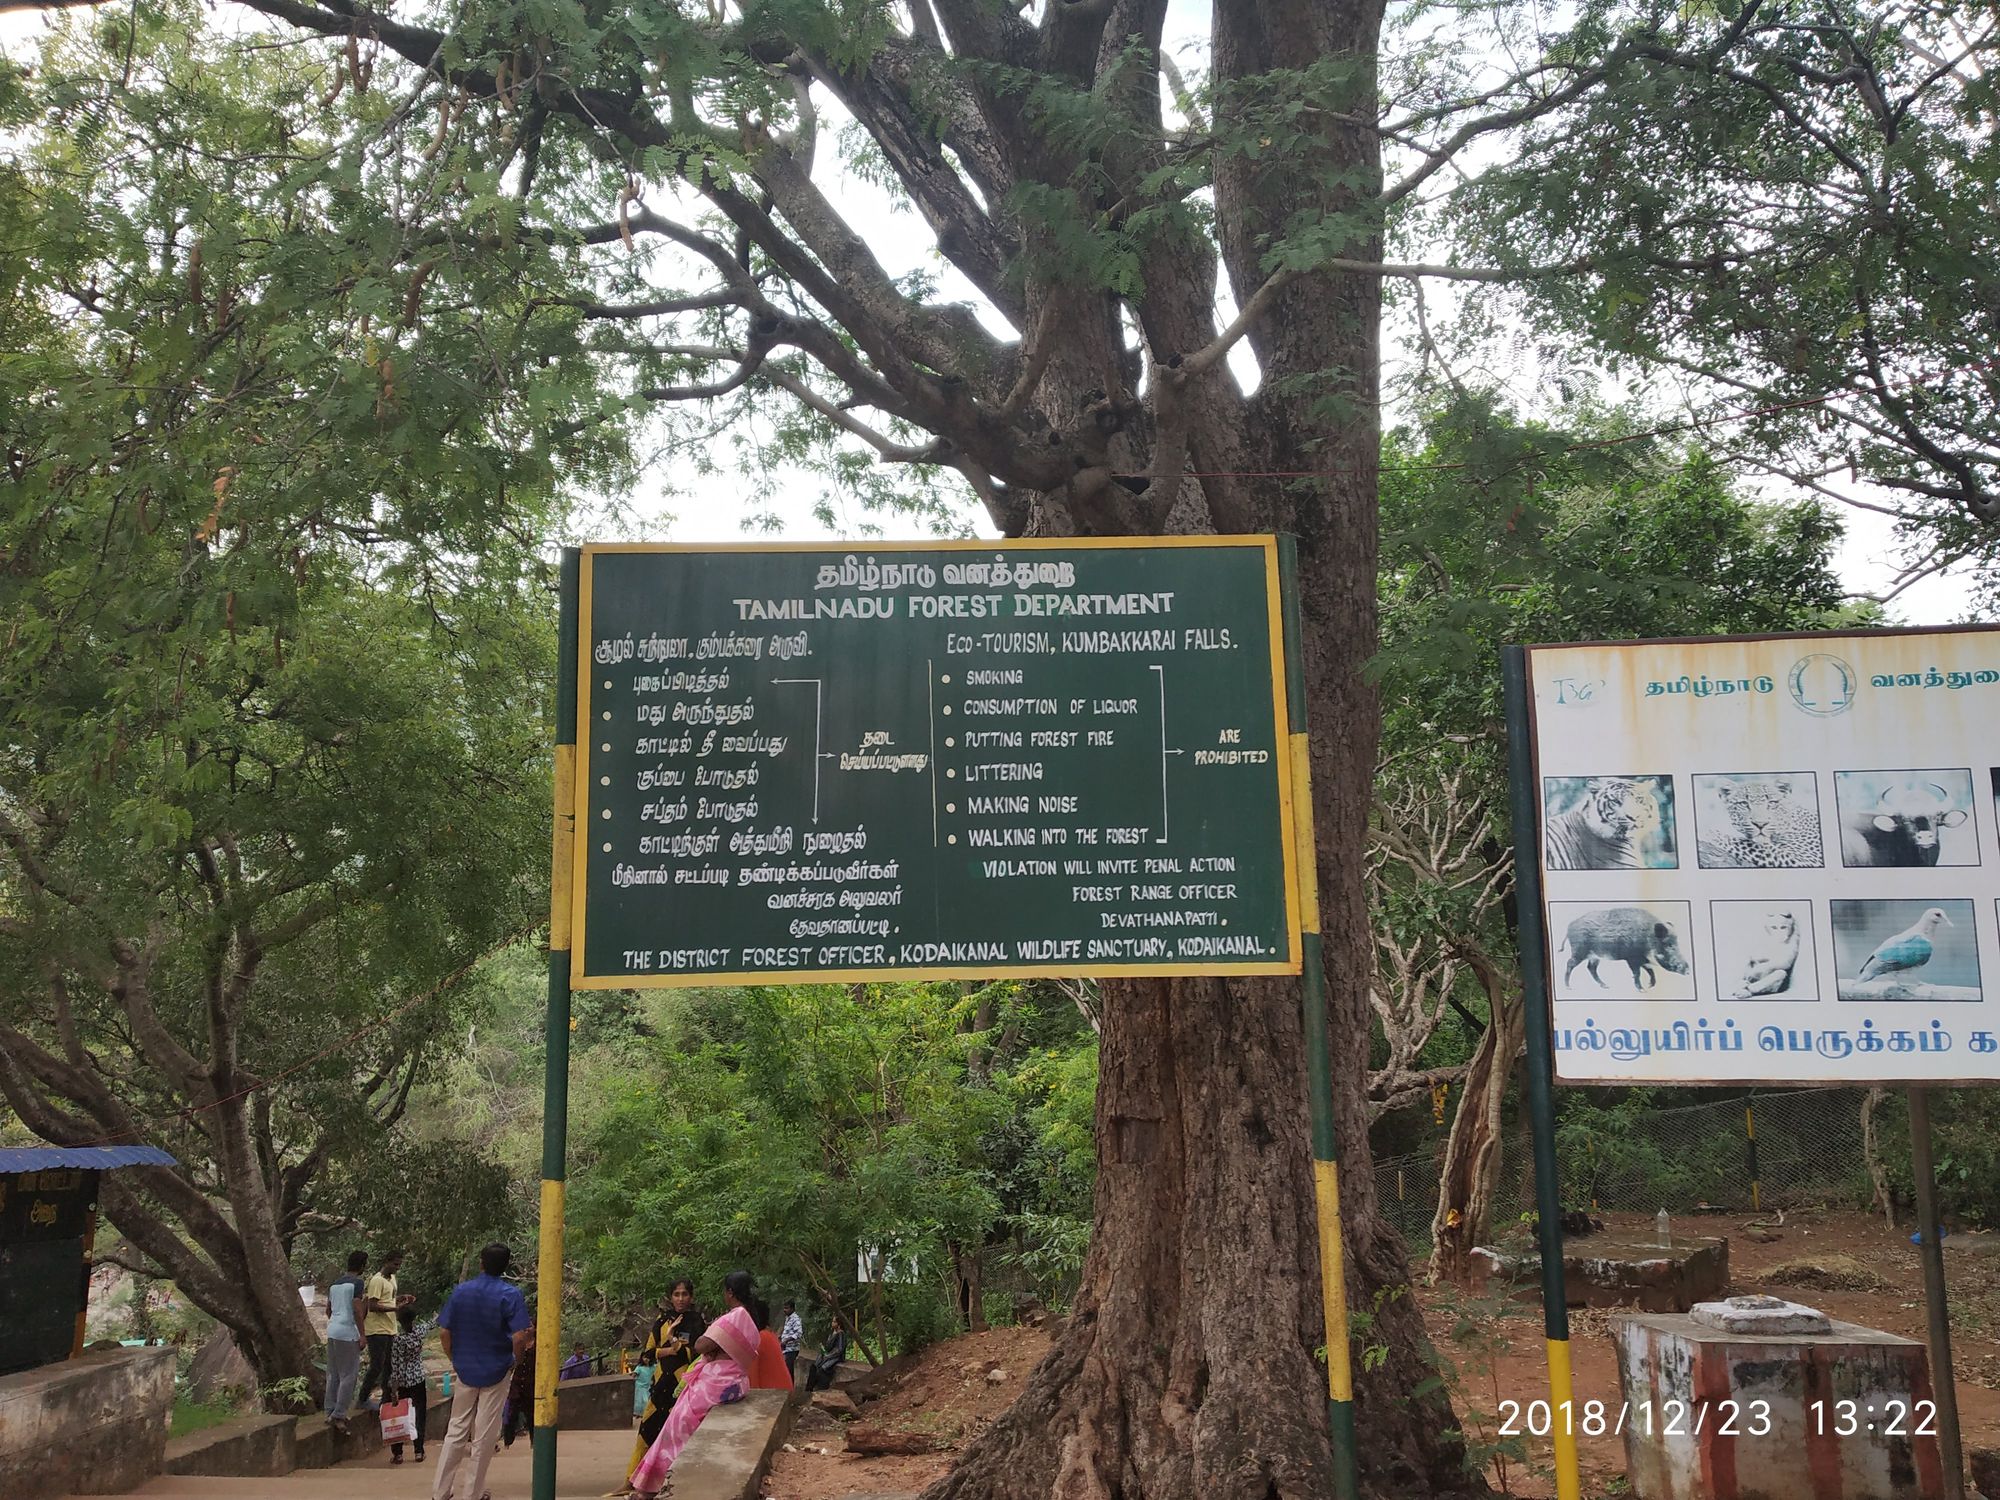 தமிழ்நாடு வனத்துறை
TAMILNADU FOREST DEPARTMENT
சூழல் சுற்றுலா, கும்பக்கரை அருவி.
• புகைப்பிடித்தல்
• மது அருந்துதல்
• காட்டில் தீ வைப்பது
• குப்பை போடுதல்
• சப்தம் போடுதல்
• காட்டிற்குள் அத்துமீறி நுழைதல்
தடை
செய்யப்பட்டுள்ளது
மீறினால் சட்டப்படி தண்டிக்கப்படுவீர்கள்
வனச்சரக அலுவலர்
தேவதானப்பட்டி.
ECO-TOURISM, KUMBAKKARAI FALLS.
• SMOKING
• CONSUMPTION OF LIQUOR
• PUTTING FOREST FIRE
• LITTERING
• MAKING NOISE
• WALKING INTO THE FOREST
ARE
PROHIBITED
VIOLATION WILL INVITE PENAL ACTION
FOREST RANGE OFFICER
DEVATHANAPATTI.
THE DISTRICT FOREST OFFICER, KODAIKANAL WILDLIFE SANCTUARY, KODAIKANAL.
தமிழ்நாடு வனத்துறை
பல்லுயிர்ப் பெருக்கம்
2018/12/23 13:22